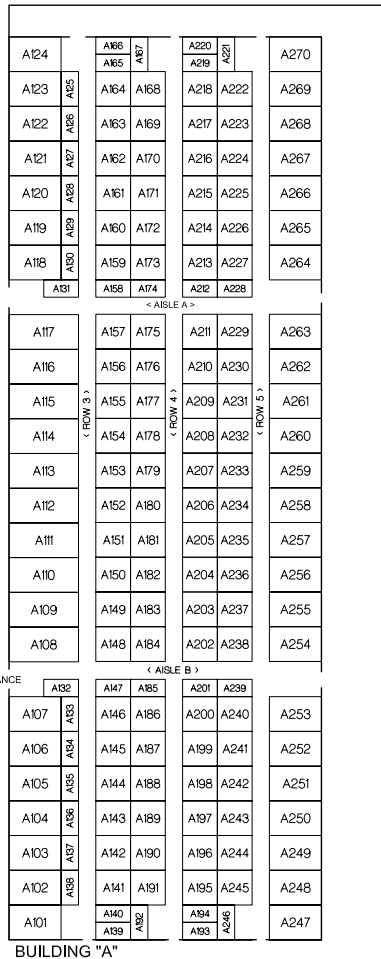 A124 A166 A167 A220 A221 A270
A165 A219
A123 A125 A164 A168 A218 A222 A269
A122 A126 A163 A169 A217 A223 A268
A121 A127 A162 A170 A216 A224 A267
A120 A128 A161 A171 A215 A225 A266
A119 A129 A160 A172 A214 A226 A265
A118 A130 A159 A173 A213 A227 A264
A131 A158 A174 A212 A228
< AISLE A >
A117 A157 A175 A211 A229 A263
A116 A156 A176 A210 A230 A262
A115 < ROW 3 > A155 A177 < ROW 4 > A209 A231 < ROW 5 > A261
A114 A154 A178 A208 A232 A260
A113 A153 A179 A207 A233 A259
A112 A152 A180 A206 A234 A258
A111 A151 A181 A205 A235 A257
A110 A150 A182 A204 A236 A256
A109 A149 A183 A203 A237 A255
A108 A148 A184 A202 A238 A254
< AISLE B >
ANCE
A132 A147 A185 A201 A239
A107 A133 A146 A186 A200 A240 A253
A106 A134 A145 A187 A199 A241 A252
A105 A135 A144 A188 A198 A242 A251
A104 A136 A143 A189 A197 A243 A250
A103 A137 A142 A190 A196 A244 A249
A102 A138 A141 A191 A195 A245 A248
A101 A140 A192 A194 A246 A247
A139 A193
BUILDING "A"